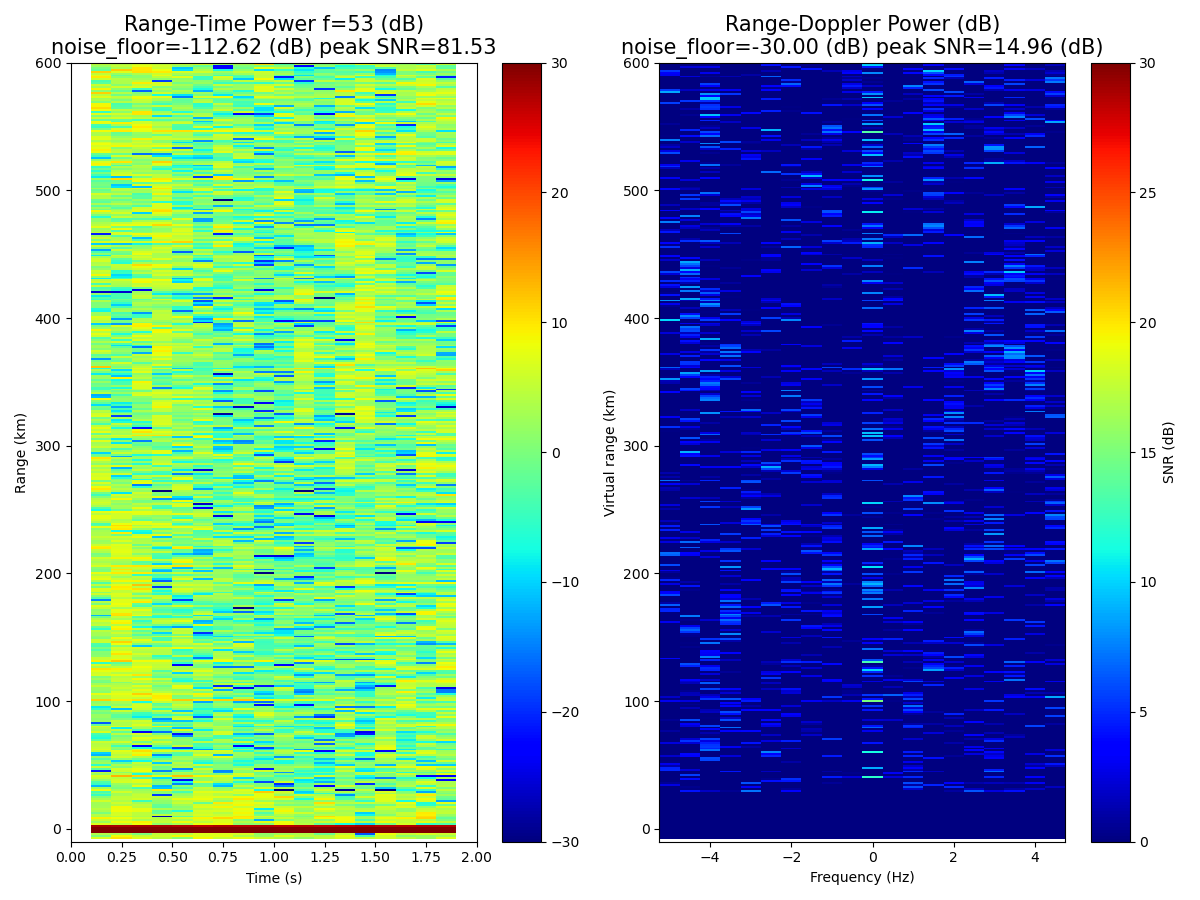 Range-Time Power f=53 (dB)
noise_floor=-112.62 (dB) peak SNR=81.53
Range-Doppler Power (dB)
noise_floor=-30.00 (dB) peak SNR=14.96 (dB)
600
500
400
300
200
100
0
Range (km)
0.00 0.25 0.50 0.75 1.00 1.25 1.50 1.75 2.00
Time (s)
30
20
10
0
−10
−20
−30
600
500
400
300
200
100
0
Virtual range (km)
−4 −2 0 2 4
Frequency (Hz)
30
25
20
15
10
5
0
SNR (dB)